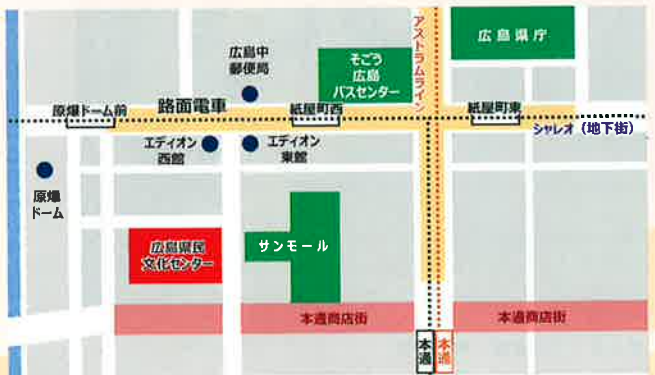 広島県庁
アストラムライン
広島中
郵便局
そごう
広島
バスセンター
原爆ドーム前
路面電車
紙屋町西
紙屋町東
シャレオ（地下街）
エディオン
西館
エディオン
東館
原爆
ドーム
広島県民
文化センター
サンモール
本通商店街
本通商店街
本通
本通